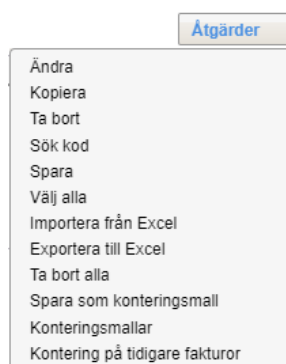 Åtgärder
Ändra
Kopiera
Ta bort
Sök kod
Spara
Välj alla
Importera från Excel
Exportera till Excel
Ta bort alla
Spara som konteringsmall
Konteringsmallar
Kontering på tidigare fakturor